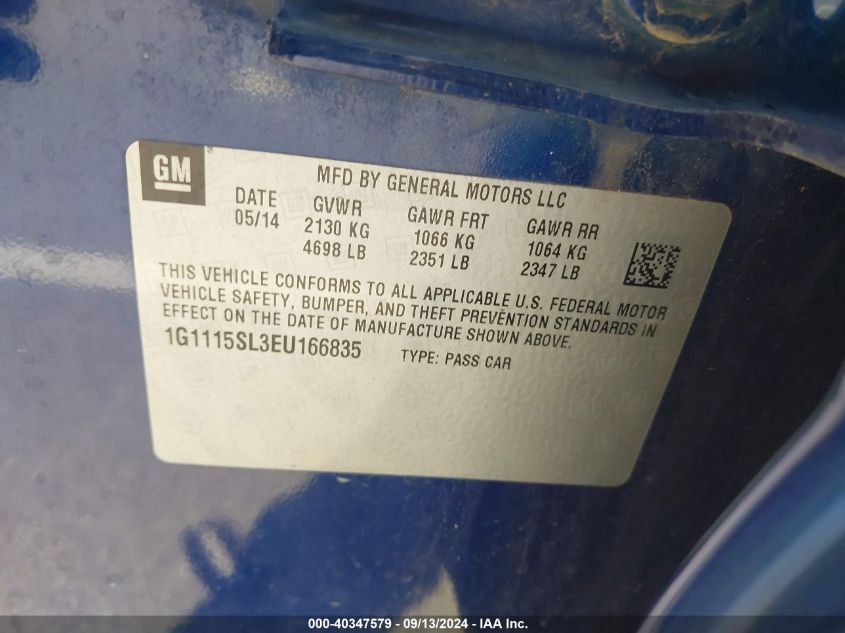 GM
MFD BY GENERAL MOTORS LLC
DATE
05/14
GVWR
2130 KG
4698 LB
GAWR FRT
1066 KG
2351 LB
GAWR RR
1064 KG
2347 LB
THIS VEHICLE CONFORMS TO ALL APPLICABLE U.S. FEDERAL MOTOR
VEHICLE SAFETY, BUMPER, AND THEFT PREVENTION STANDARDS IN
EFFECT ON THE DATE OF MANUFACTURE SHOWN ABOVE.
1G1115SL3EU166835
TYPE: PASS CAR
000-40347579 - 09/13/2024 - IAA Inc.